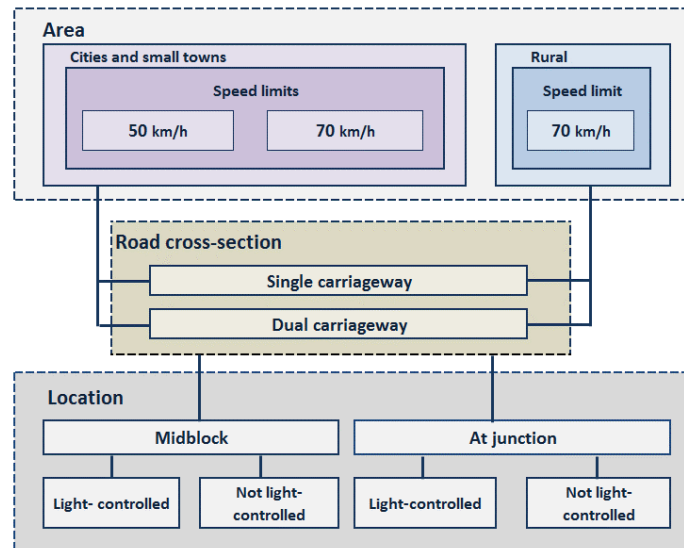 Area
Cities and small towns
Speed limits
50 km/h
70 km/h
Rural
Speed limit
70 km/h
Road cross-section
Single carriageway
Dual carriageway
Location
Midblock
At junction
Light- controlled
Not light-
controlled
Light-controlled
Not light-
controlled